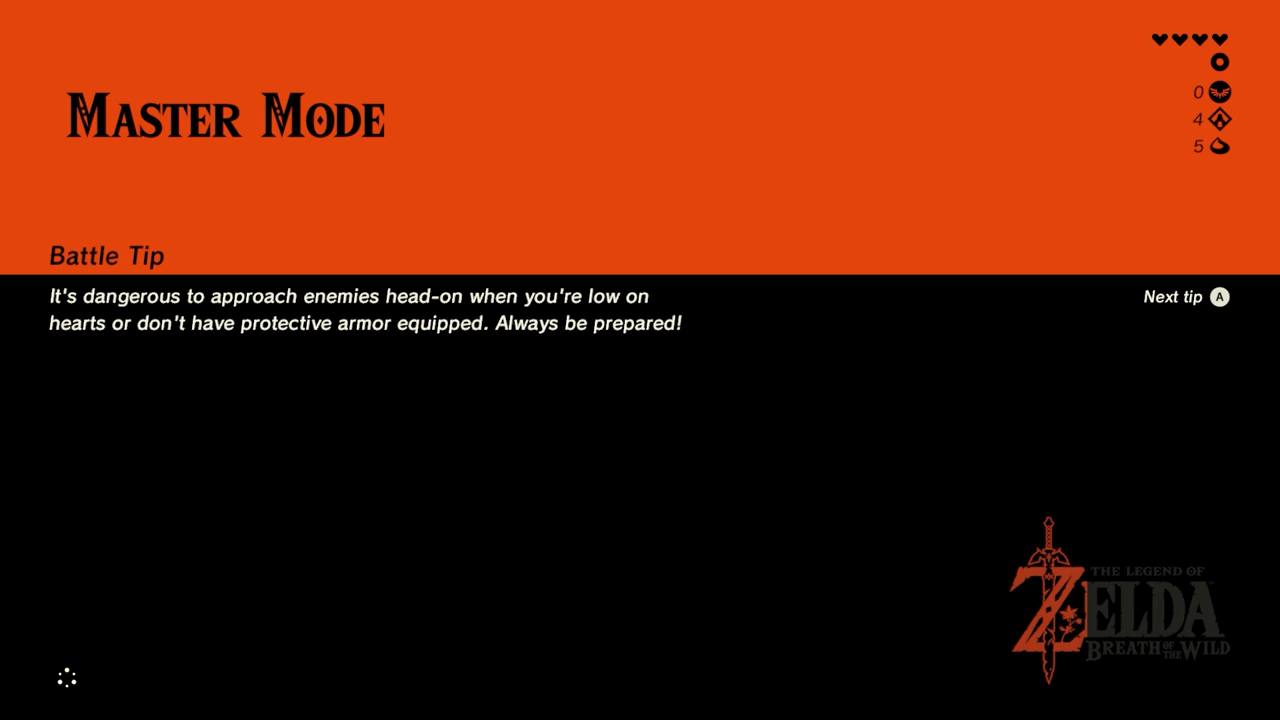 Master Mode
0
4
5
Battle Tip
It's dangerous to approach enemies head-on when you're low on
hearts or don't have protective armor equipped. Always be prepared!
Next tip A
THE LEGEND OF
ZELDA
BREATH OF THE WILD